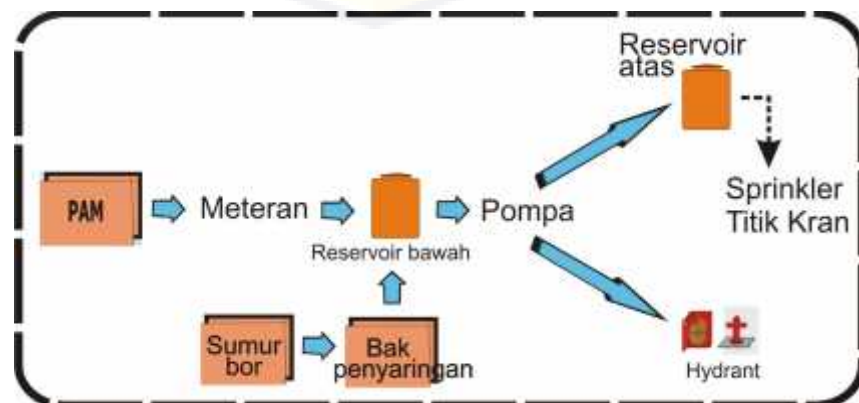 Reservoir
atas
PAM
Meteran
Pompa
Sprinkler
Titik Kran
Reservoir bawah
Sumur
bor
Bak
penyaringan
Hydrant